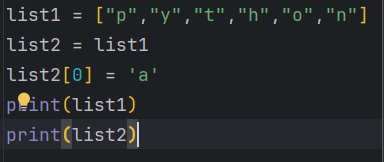 list1 = ["p","y","t","h","o","n"]
list2 = list1
list2[0] = 'a'
print(list1)
print(list2)